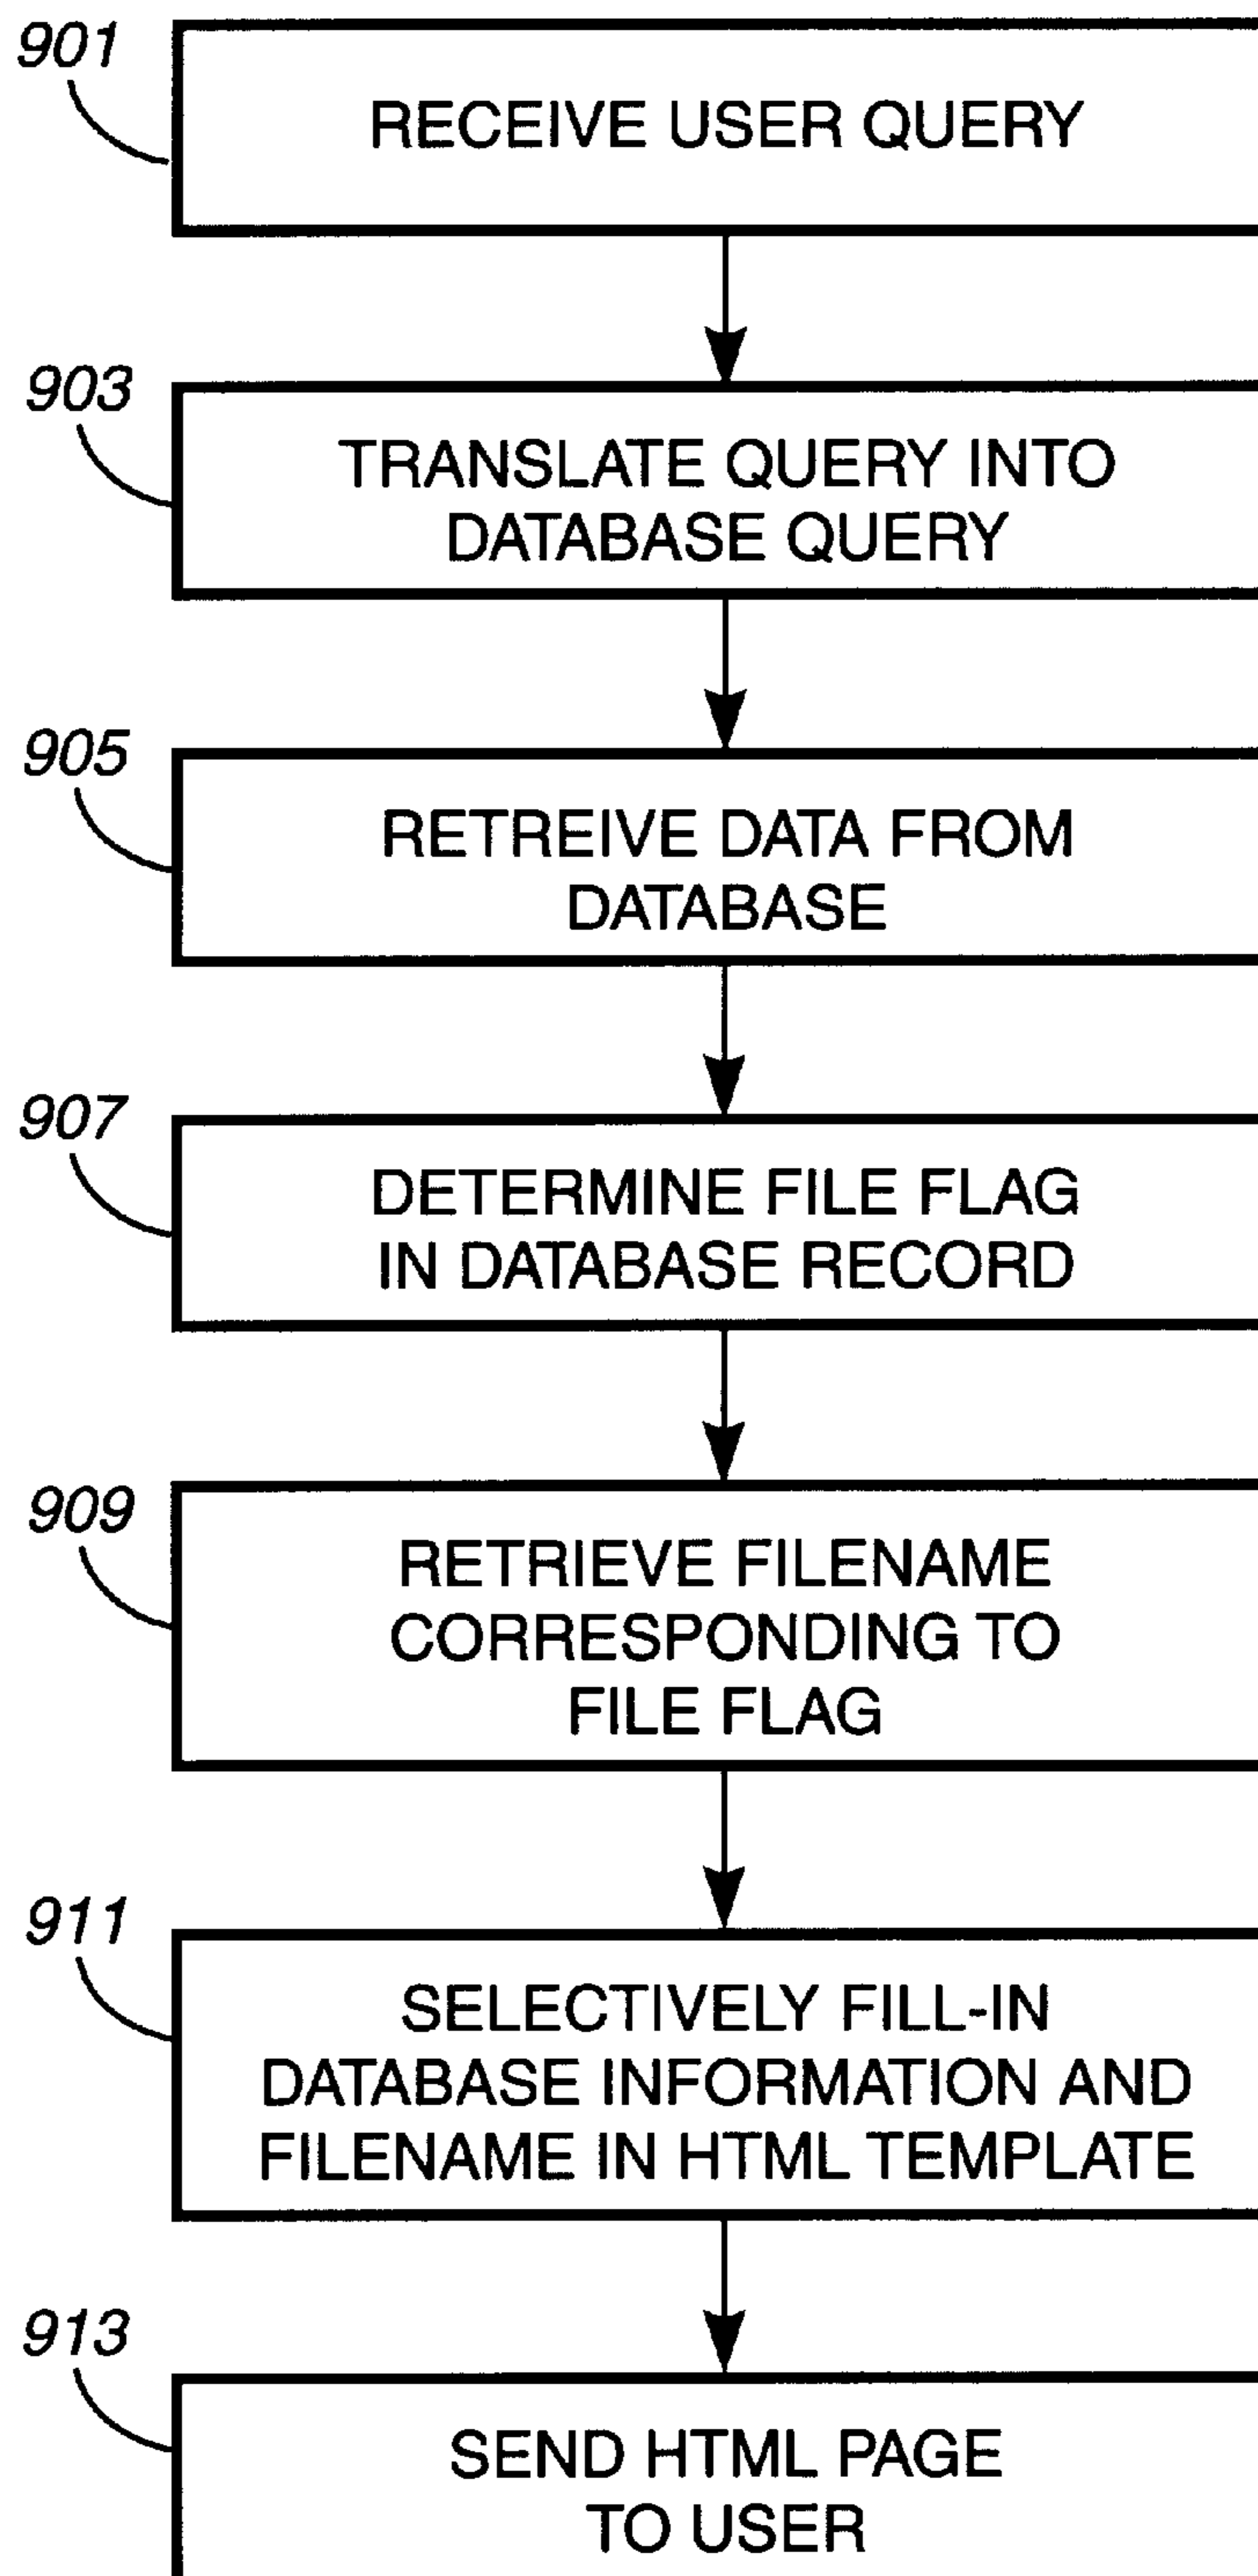 901
RECEIVE USER QUERY
903
TRANSLATE QUERY INTO
DATABASE QUERY
905
RETREIVE DATA FROM
DATABASE
907
DETERMINE FILE FLAG
IN DATABASE RECORD
909
RETRIEVE FILENAME
CORRESPONDING TO
FILE FLAG
911
SELECTIVELY FILL-IN
DATABASE INFORMATION AND
FILENAME IN HTML TEMPLATE
913
SEND HTML PAGE
TO USER